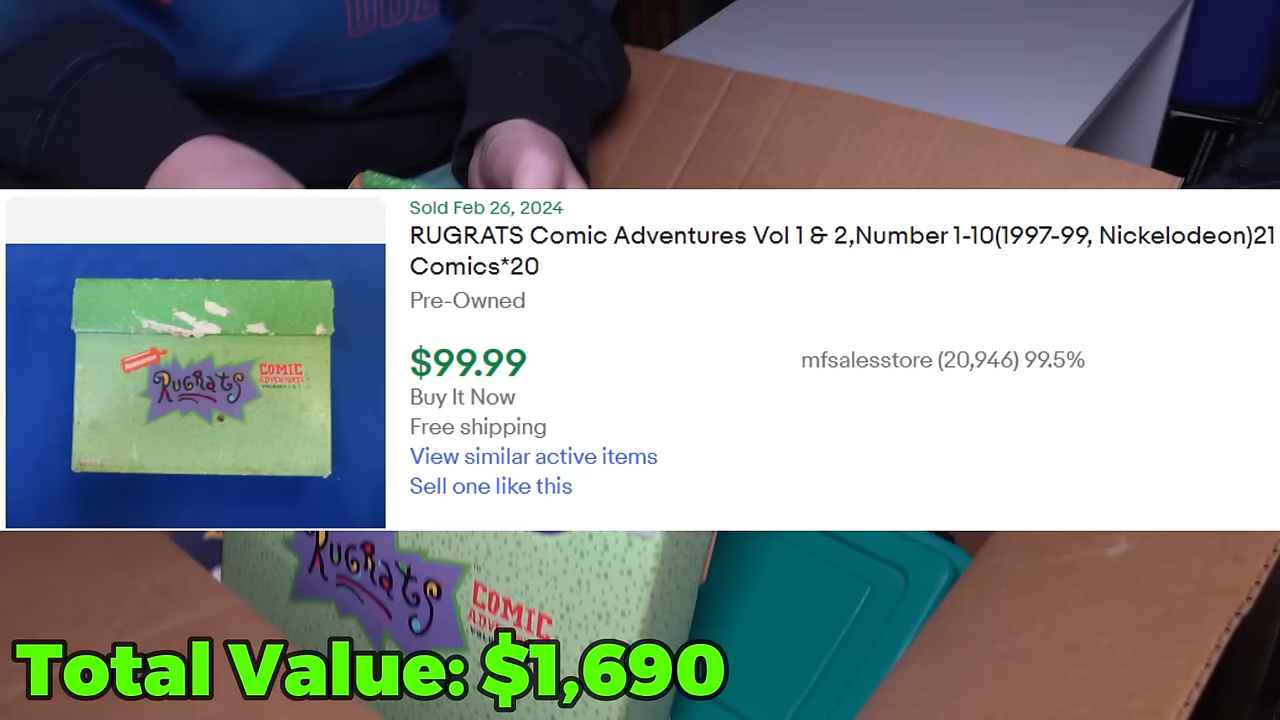 Sold Feb 26, 2024
RUGRATS Comic Adventures Vol 1 & 2,Number 1-10(1997-99, Nickelodeon)21
Comics*20
Pre-Owned
$99.99
mfsalesstore (20,946) 99.5%
Buy It Now
Free shipping
View similar active items
Sell one like this
RUGRATS
COMIC
ADVENTURES
RUGRATS
COMIC
Total Value: $1,690